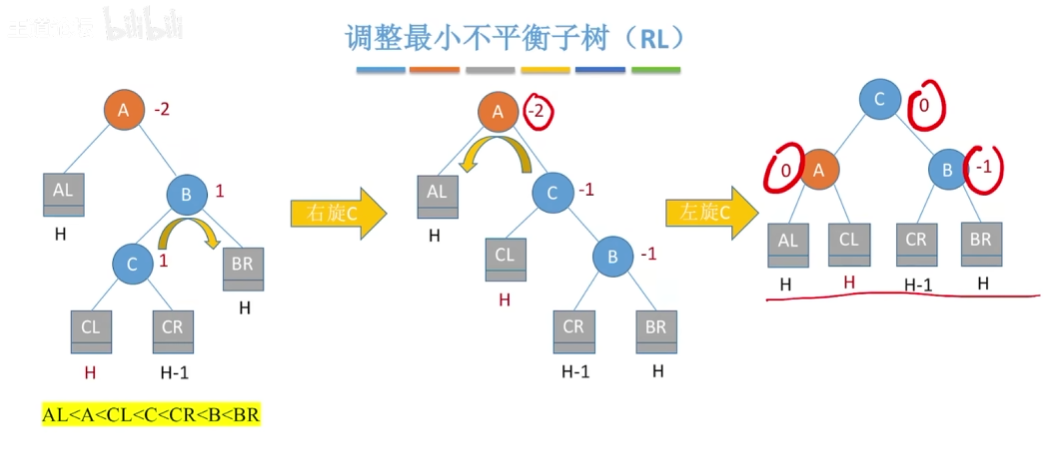 bilibili
调整最小不平衡子树（RL）
A -2
AL
H
B 1
C 1
BR
H
CL
H
CR
H-1
AL<A<CL<C<CR<B<BR
右旋C
A -2
AL
H
C -1
CL
H
B -1
CR
H-1
BR
H
左旋C
C 0
0 A
B -1
AL CL CR BR
H H H-1 H